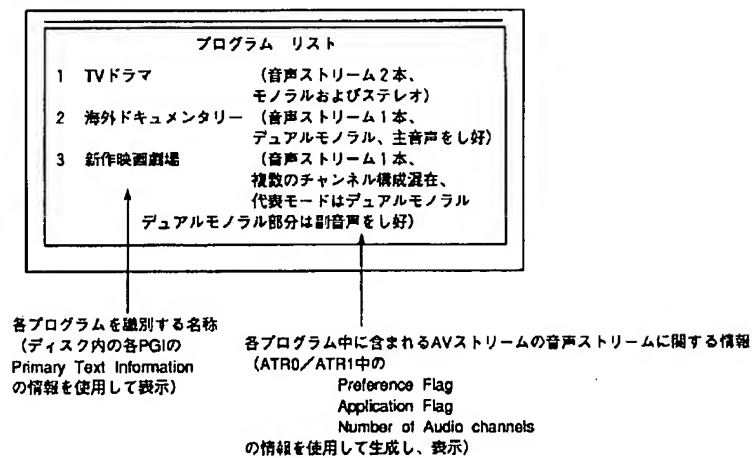 プログラム リスト
1 TVドラマ (音声ストリーム2本、
モノラルおよびステレオ)
2 海外ドキュメンタリー (音声ストリーム1本、
デュアルモノラル、主音声をし好)
3 新作映画劇場 (音声ストリーム1本、
複数のチャンネル構成混在、
代表モードはデュアルモノラル
デュアルモノラル部分は副音声をし好)
各プログラムを識別する名称
(ディスク内の各PGIの
Primary Text Information
の情報を使用して表示)
各プログラム中に含まれるAVストリームの音声ストリームに関する情報
(ATR0/ATR1中の
Preference Flag
Application Flag
Number of Audio channels
の情報を使用して生成し、表示)